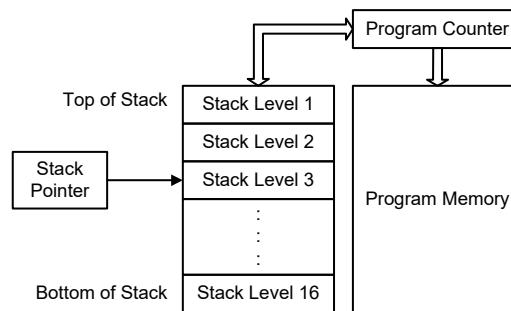 Program Counter
Top of Stack
Stack Level 1
Stack Level 2
Stack
Pointer
Stack Level 3
Program Memory
:
:
:
Bottom of Stack
Stack Level 16